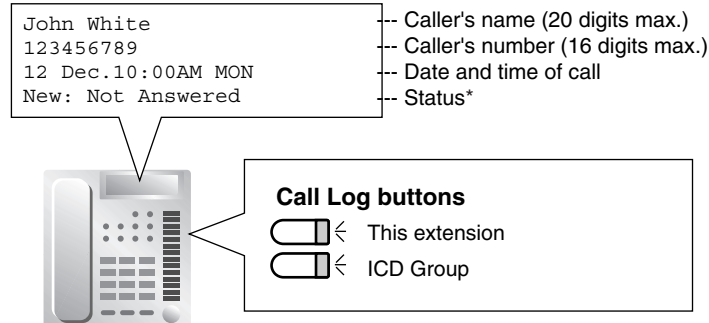 John White
123456789
12 Dec.10:00AM MON
New: Not Answered
--- Caller's name (20 digits max.)
--- Caller's number (16 digits max.)
--- Date and time of call
--- Status*
Call Log buttons
This extension
ICD Group